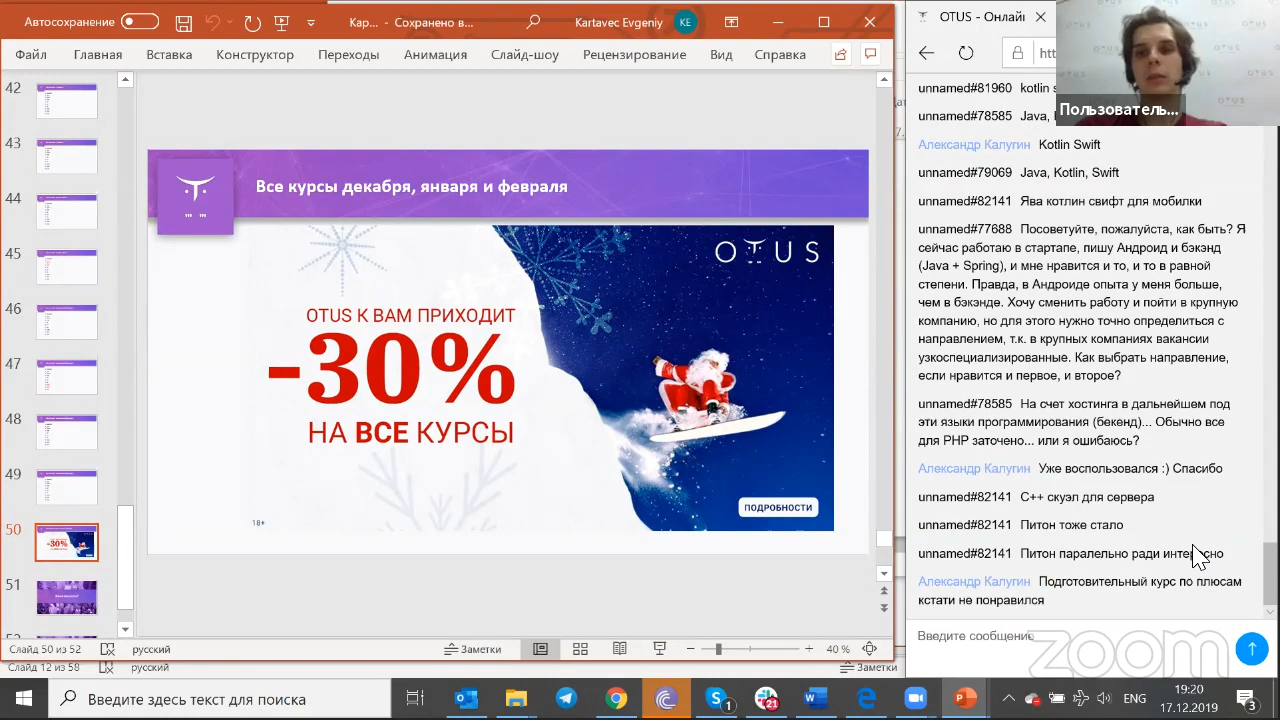 Автосохранение
Кар... - Сохранено в...
Kartavec Evgeniy
KE
Файл
Главная
Вставка
Конструктор
Переходы
Анимация
Слайд-шоу
Рецензирование
Вид
Справка
42
43
44
45
46
47
48
49
50
51
Все курсы декабря, января и февраля
OTUS
OTUS К ВАМ ПРИХОДИТ
-30%
НА ВСЕ КУРСЫ
ПОДРОБНОСТИ
18+
Слайд 50 из 52
русский
Заметки
40 %
Слайд 12 из 58
русский
Заметки
OTUS - Онлай
Пользователь...
unnamed#81960 kotlin s
unnamed#78585 Java,
Александр Калугин Kotlin Swift
unnamed#79069 Java, Kotlin, Swift
unnamed#82141 Ява котлин свифт для мобилки
unnamed#77688 Посоветуйте, пожалуйста, как быть? Я
сейчас работаю в стартапе, пишу Андроид и бэкэнд
(Java + Spring), и мне нравится и то, и то в равной
степени. Правда, в Андроиде опыта у меня больше,
чем в бэкэнде. Хочу сменить работу и пойти в крупную
компанию, но для этого нужно точно определиться с
направлением, т.к. в крупных компаниях вакансии
узкоспециализированные. Как выбрать направление,
если нравится и первое, и второе?
unnamed#78585 На счет хостинга в дальнейшем под
эти языки программирования (бекенд)... Обычно все
для PHP заточено... или я ошибаюсь?
Александр Калугин Уже воспользовался :) Спасибо
unnamed#82141 С++ скуэл для сервера
unnamed#82141 Питон тоже стало
unnamed#82141 Питон паралельно ради интересно
Александр Калугин Подготовительный курс по плюсам
кстати не понравился
Введите сообщение
zoom
Введите здесь текст для поиска
1
21
ENG
19:20
17.12.2019
3